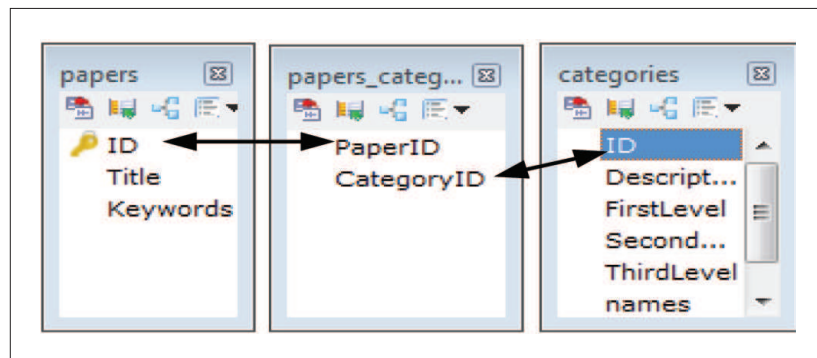 papers
ID
Title
Keywords
papers_categ...
PaperID
CategoryID
categories
ID
Descript...
FirstLevel
Second...
ThirdLevel
names